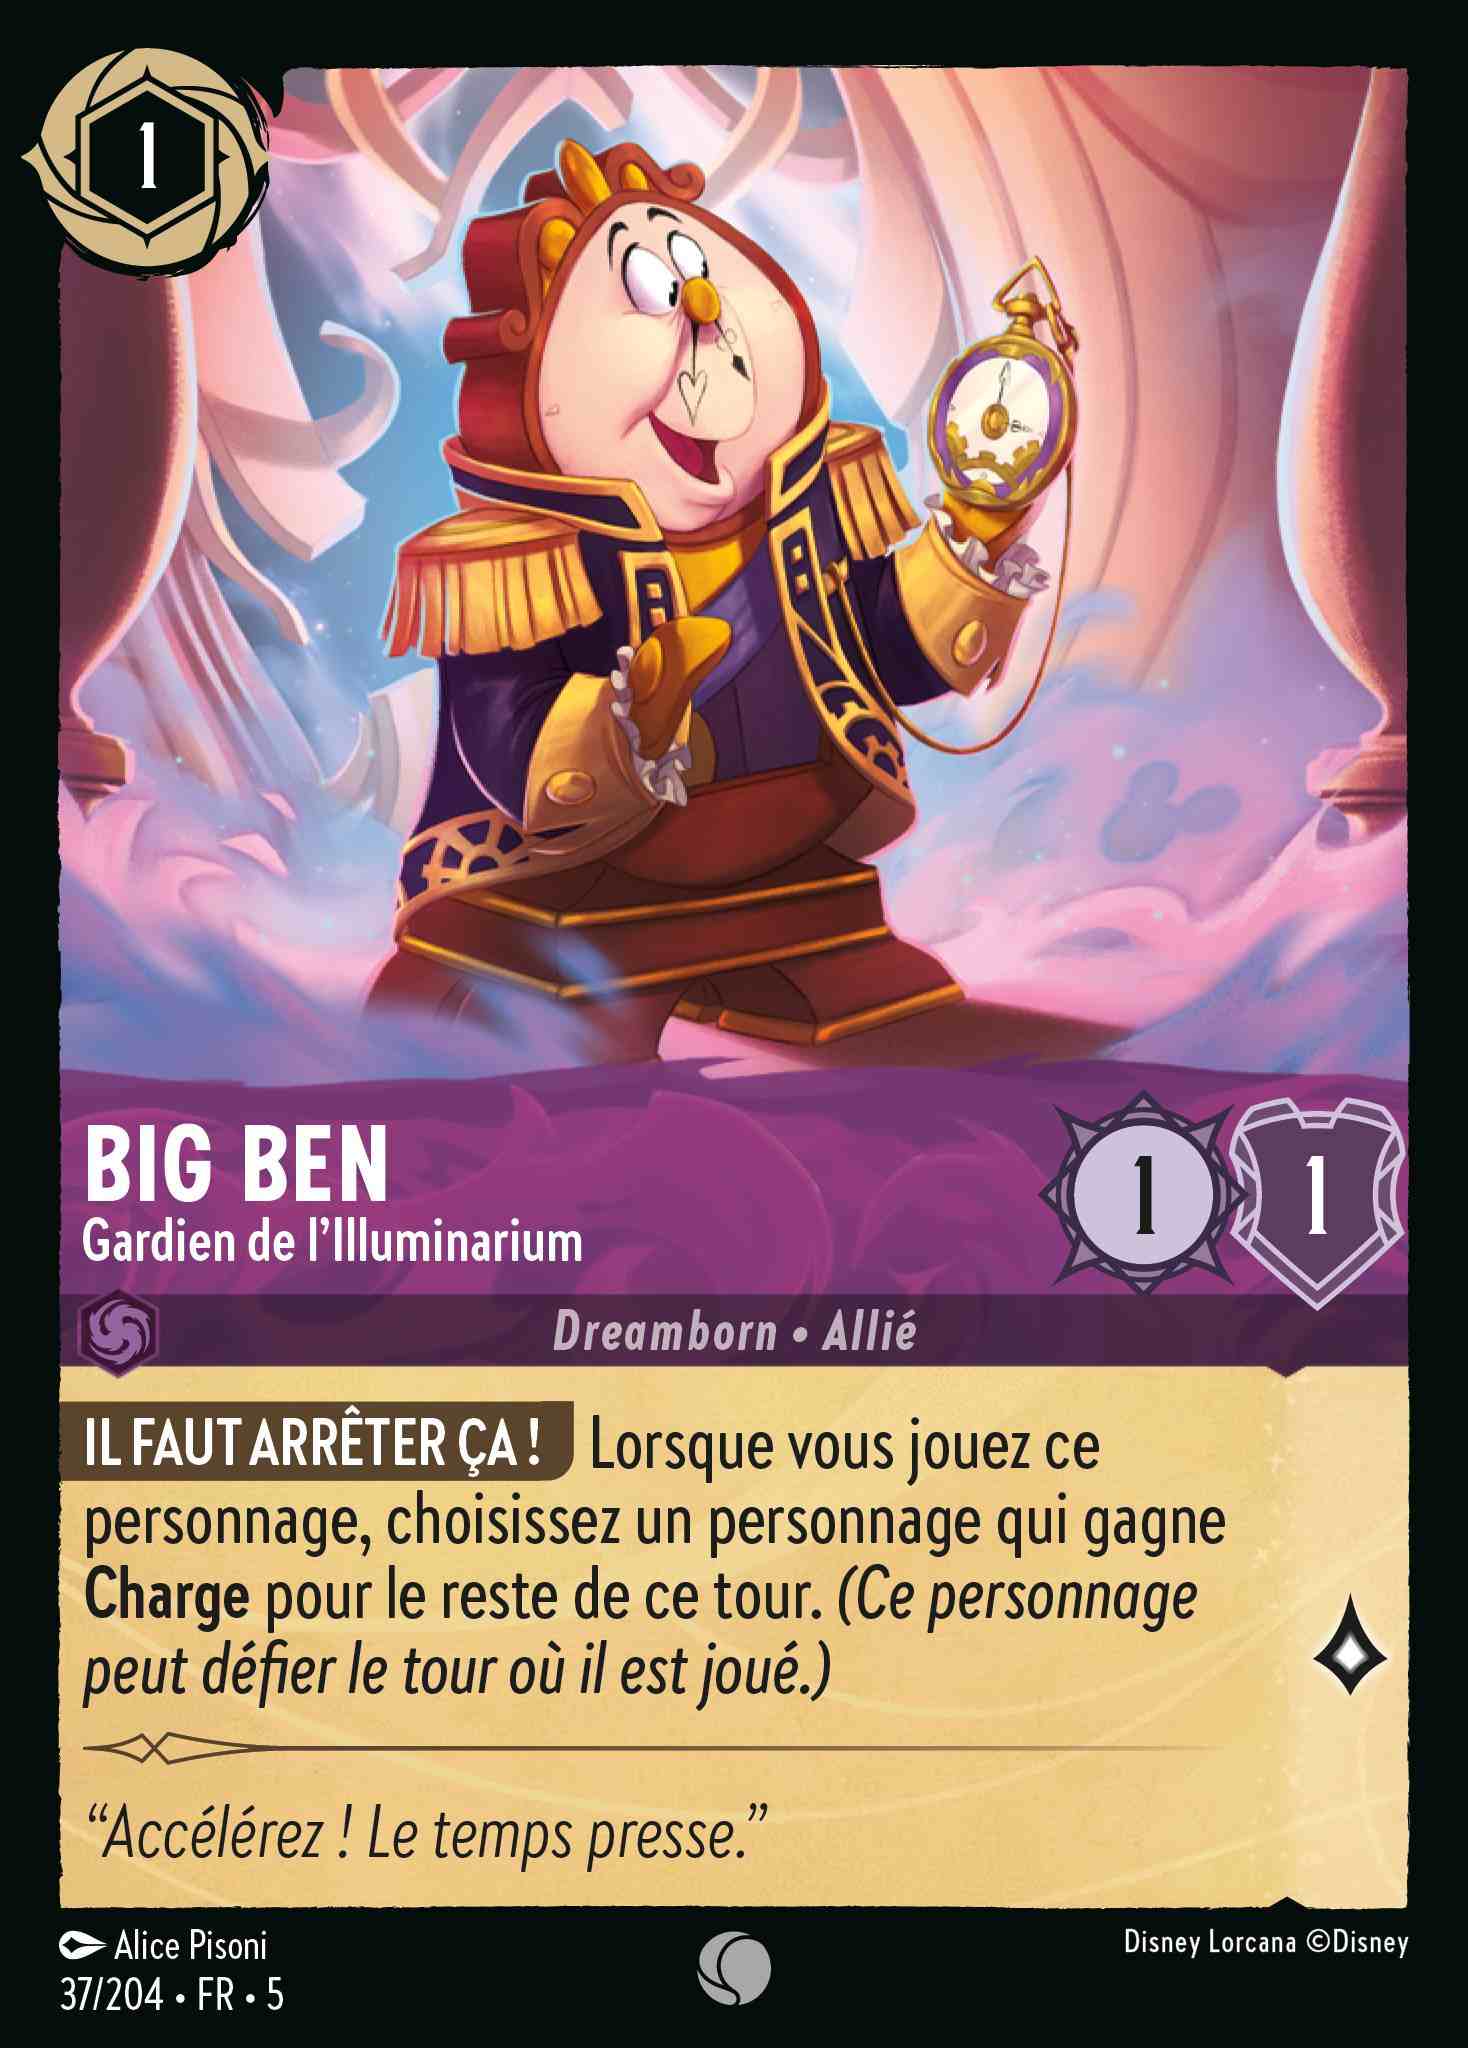 1
BIG BEN
Gardien de l’Illuminarium
1 1
Dreamborn • Allié
IL FAUT ARRÊTER ÇA ! Lorsque vous jouez ce
personnage, choisissez un personnage qui gagne
Charge pour le reste de ce tour. (Ce personnage
peut défier le tour où il est joué.)
“Accélérez ! Le temps presse.”
Alice Pisoni
Disney Lorcana ©Disney
37/204 • FR • 5